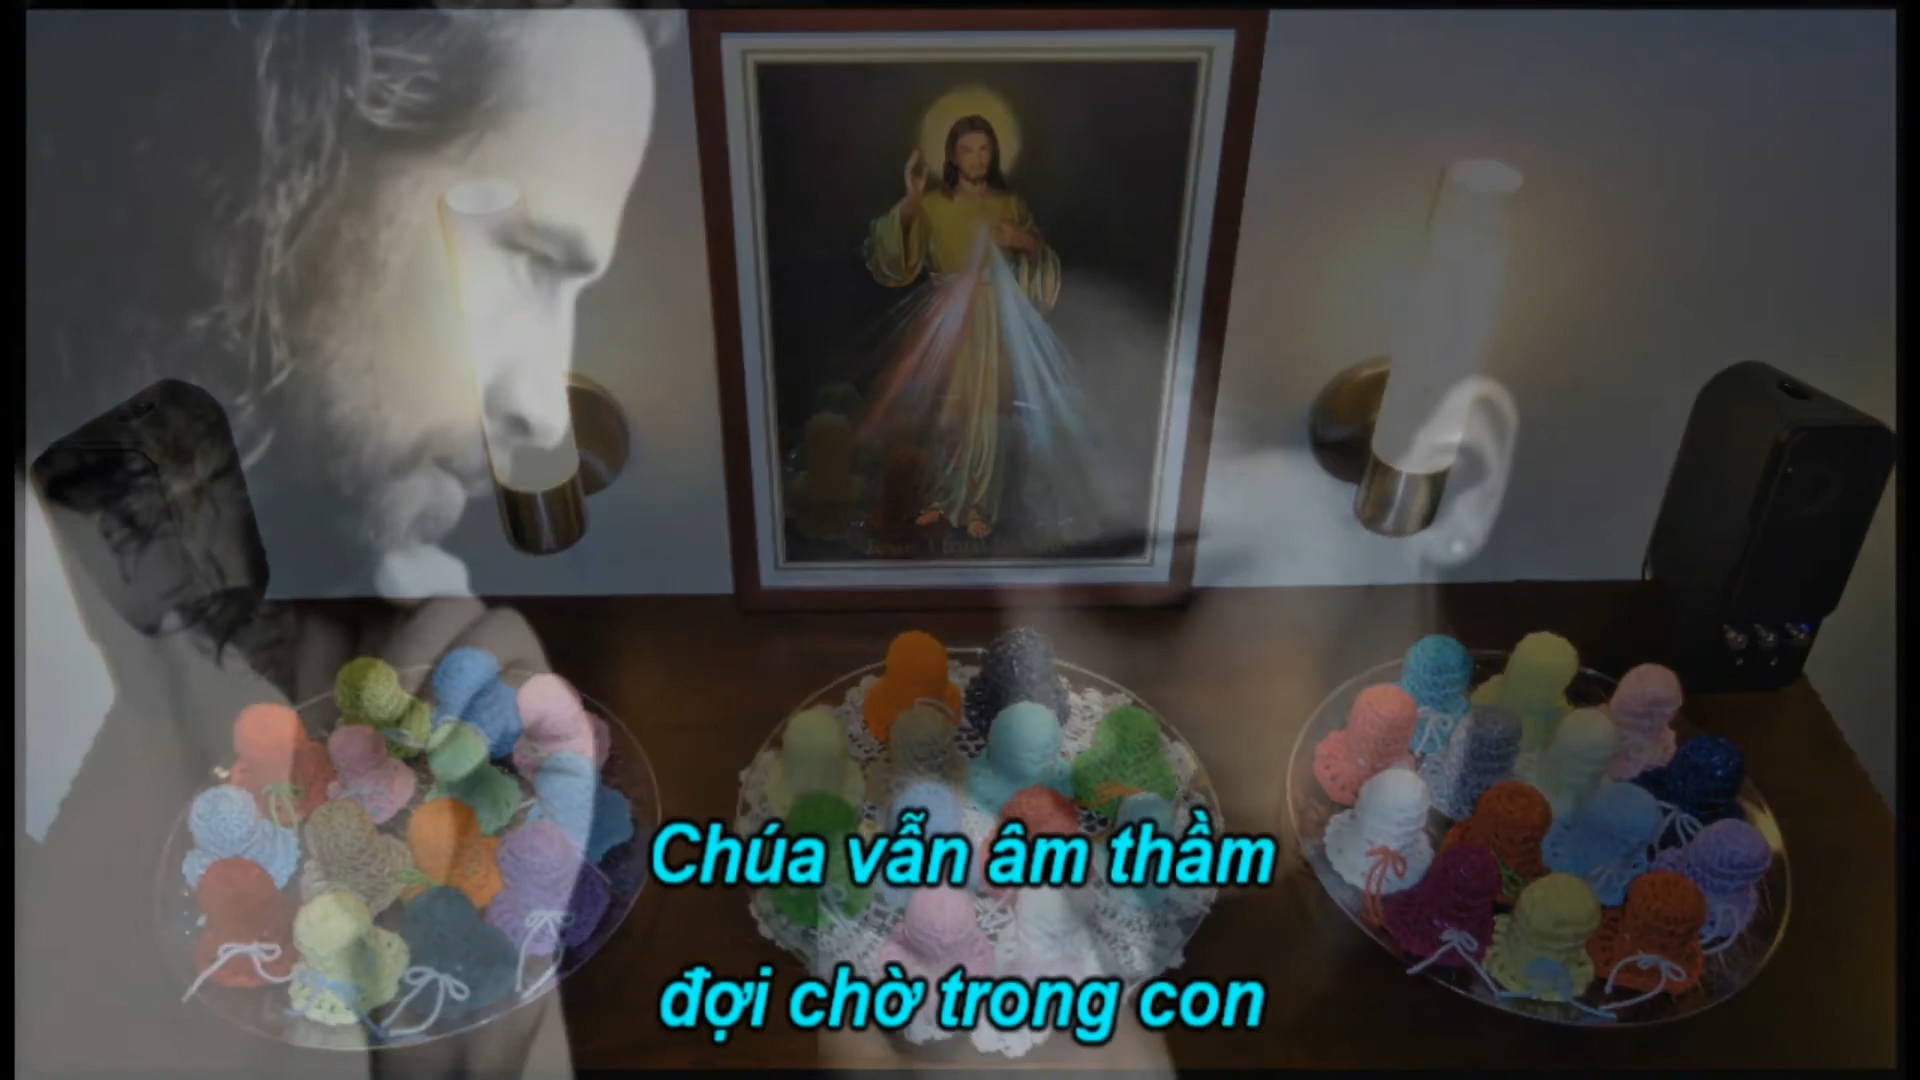 Chúa vẫn âm thầm
đợi chờ trong con